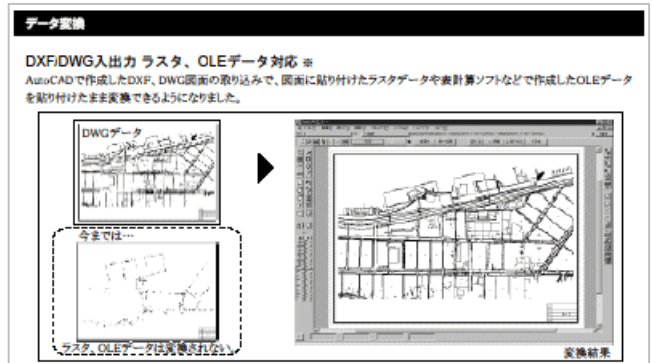 データ変換
DXF/DWG入出力 ラスタ、OLEデータ対応 ※
AutoCADで作成したDXF、DWG図面の取り込みで、図面に貼り付けたラスタデータや表計算ソフトなどで作成したOLEデータ
を貼り付けたまま変換できるようになりました。
DWGデータ
今までは…
ラスタ、OLEデータは変換されない。
変換結果